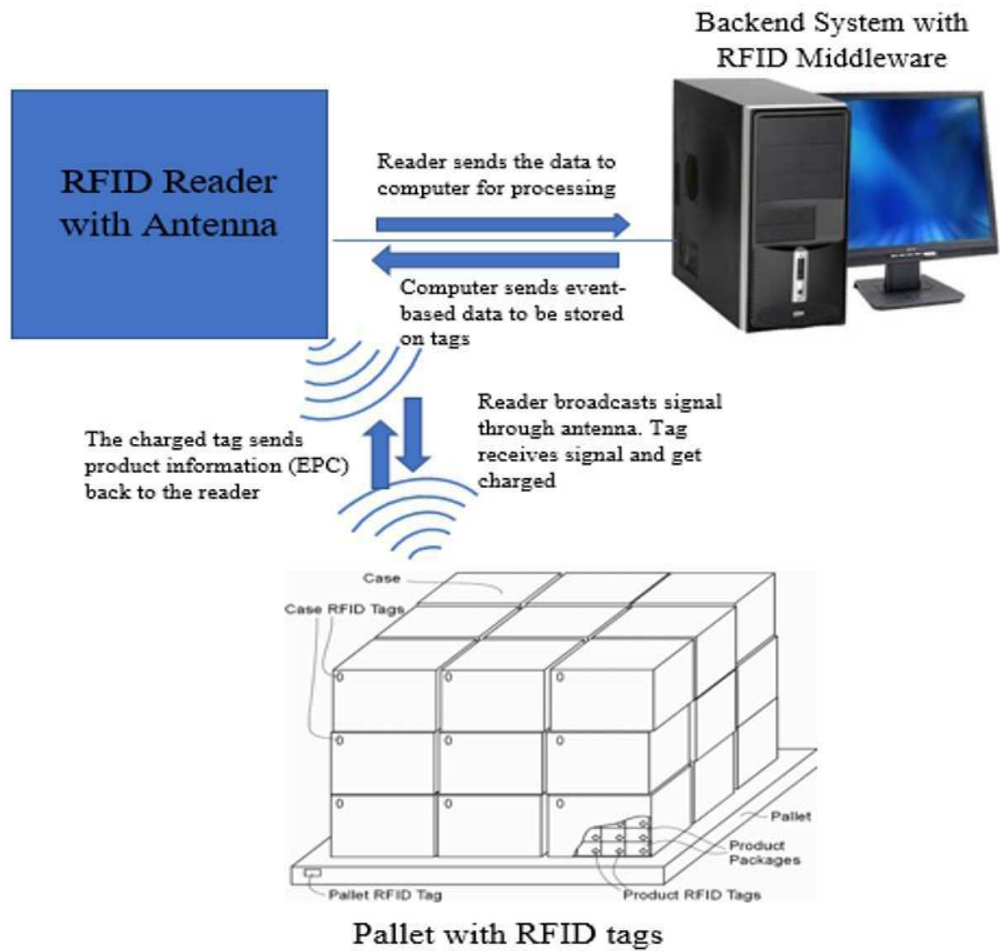 Backend System with
RFID Middleware
RFID Reader
with Antenna
Reader sends the data to
computer for processing
Computer sends event-
based data to be stored
on tags
Reader broadcasts signal
through antenna. Tag
receives signal and get
charged
The charged tag sends
product information (EPC)
back to the reader
Case
Case RFID Tags
Pallet
Product
Packages
Pallet RFID Tag
Product RFID Tags
Pallet with RFID tags